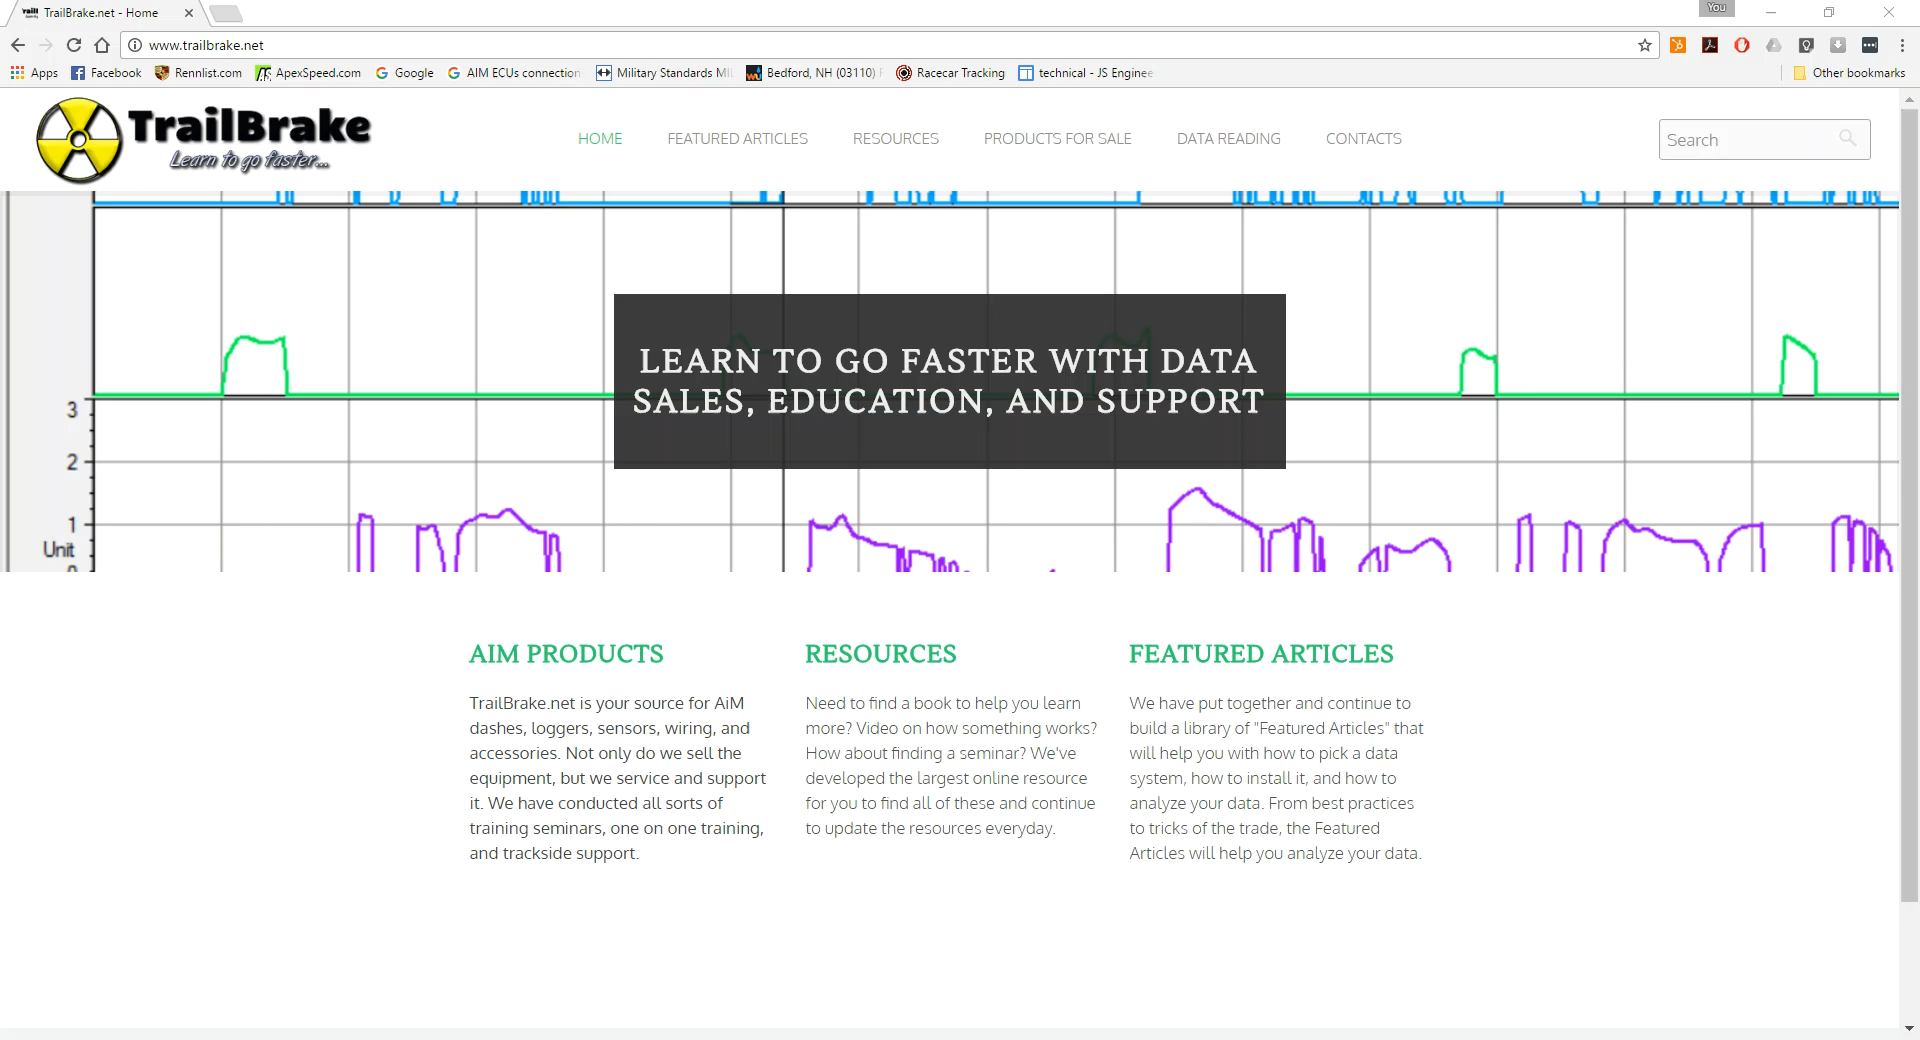 TrailBrake.net - Home
You
www.trailbrake.net
Apps Facebook Rennlist.com ApexSpeed.com Google AIM ECUs connection Military Standards MI Bedford, NH (03110) Racecar Tracking technical - JS Enginee Other bookmarks
TrailBrake
Learn to go faster...
HOME FEATURED ARTICLES RESOURCES PRODUCTS FOR SALE DATA READING CONTACTS
Search
LEARN TO GO FASTER WITH DATA
SALES, EDUCATION, AND SUPPORT
3
2
1
Unit
AIM PRODUCTS
TrailBrake.net is your source for AiM
dashes, loggers, sensors, wiring, and
accessories. Not only do we sell the
equipment, but we service and support
it. We have conducted all sorts of
training seminars, one on one training,
and trackside support.
RESOURCES
Need to find a book to help you learn
more? Video on how something works?
How about finding a seminar? We've
developed the largest online resource
for you to find all of these and continue
to update the resources everyday.
FEATURED ARTICLES
We have put together and continue to
build a library of "Featured Articles" that
will help you with how to pick a data
system, how to install it, and how to
analyze your data. From best practices
to tricks of the trade, the Featured
Articles will help you analyze your data.